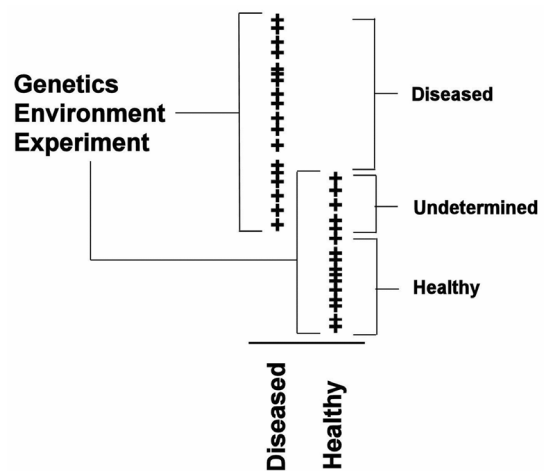 Genetics
Environment
Experiment
Diseased
Undetermined
Healthy
Diseased
Healthy